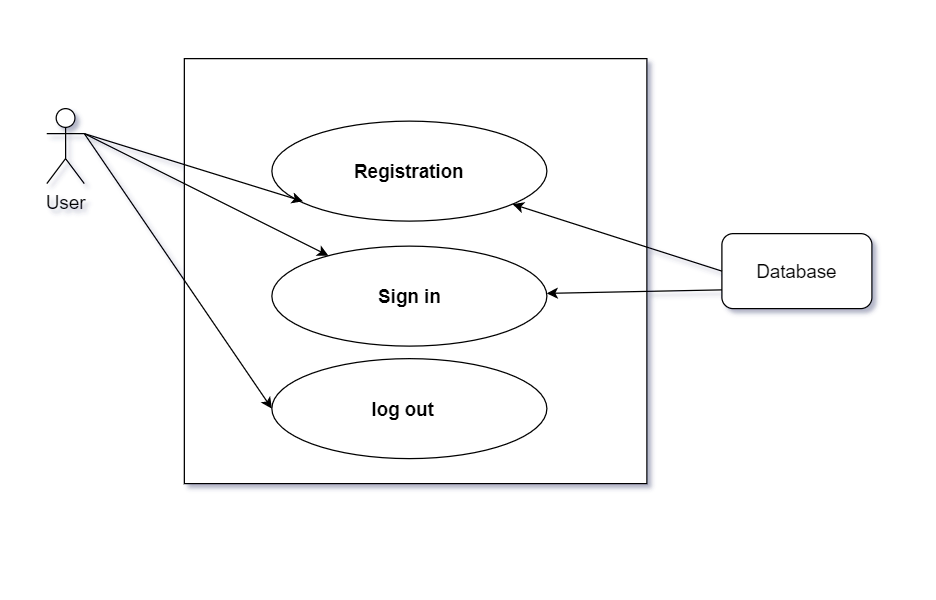 Registration
User
Database
Sign in
log out